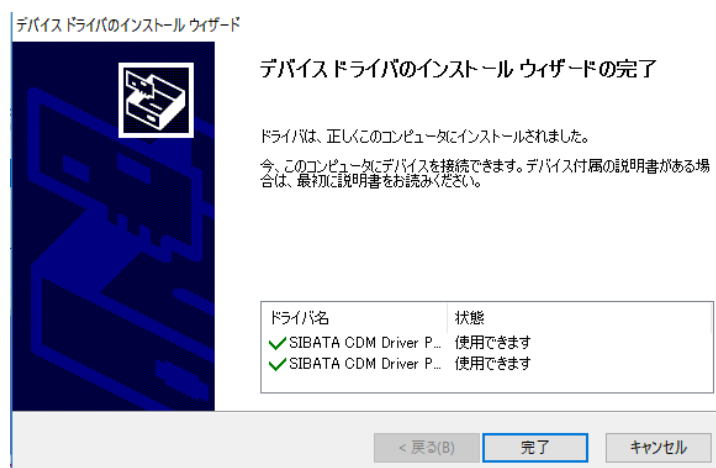 デバイス ドライバのインストール ウィザード
デバイス ドライバのインストール ウィザードの完了
ドライバは、正しくこのコンピュータにインストールされました。
今、このコンピュータにデバイスを接続できます。デバイス付属の説明書がある場
合は、最初に説明書をお読みください。
ドライバ名 状態
SIBATA CDM Driver P... 使用できます
SIBATA CDM Driver P... 使用できます
< 戻る(B) 完了 キャンセル